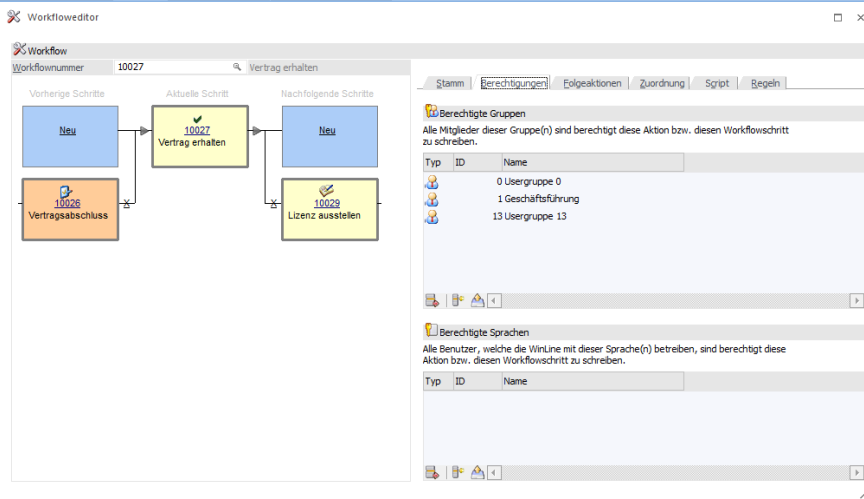 Workfloweditor
Workflow
Workflownummer 10027 Vertrag erhalten
Vorherige Schritte Aktuelle Schritt Nachfolgende Schritte
Neu
10027
Vertrag erhalten
Neu
10026
Vertragsabschluss
X
X
10029
Lizenz ausstellen
Stamm Berechtigungen Folgeaktionen Zuordnung Script Regeln
Berechtigte Gruppen
Alle Mitglieder dieser Gruppe(n) sind berechtigt diese Aktion bzw. diesen Workflowschritt
zu schreiben.
Typ ID Name
0 Usergruppe 0
1 Geschäftsführung
13 Usergruppe 13
Berechtigte Sprachen
Alle Benutzer, welche die WinLine mit dieser Sprache(n) betreiben, sind berechtigt diese
Aktion bzw. diesen Workflowschritt zu schreiben.
Typ ID Name